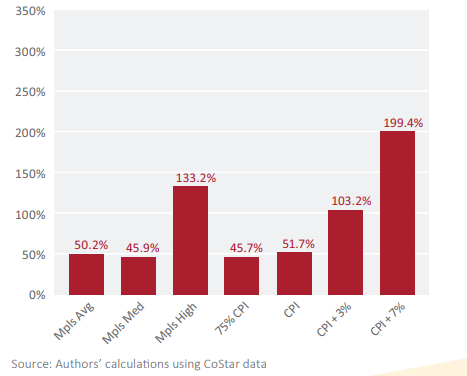 350%
300%
250%
200%
150%
100%
50%
0%
50.2%
45.9%
133.2%
45.7%
51.7%
103.2%
199.4%
Mpls Avg
Mpls Med
Mpls High
75% CPI
CPI
CPI + 3%
CPI + 7%
Source: Authors’ calculations using CoStar data